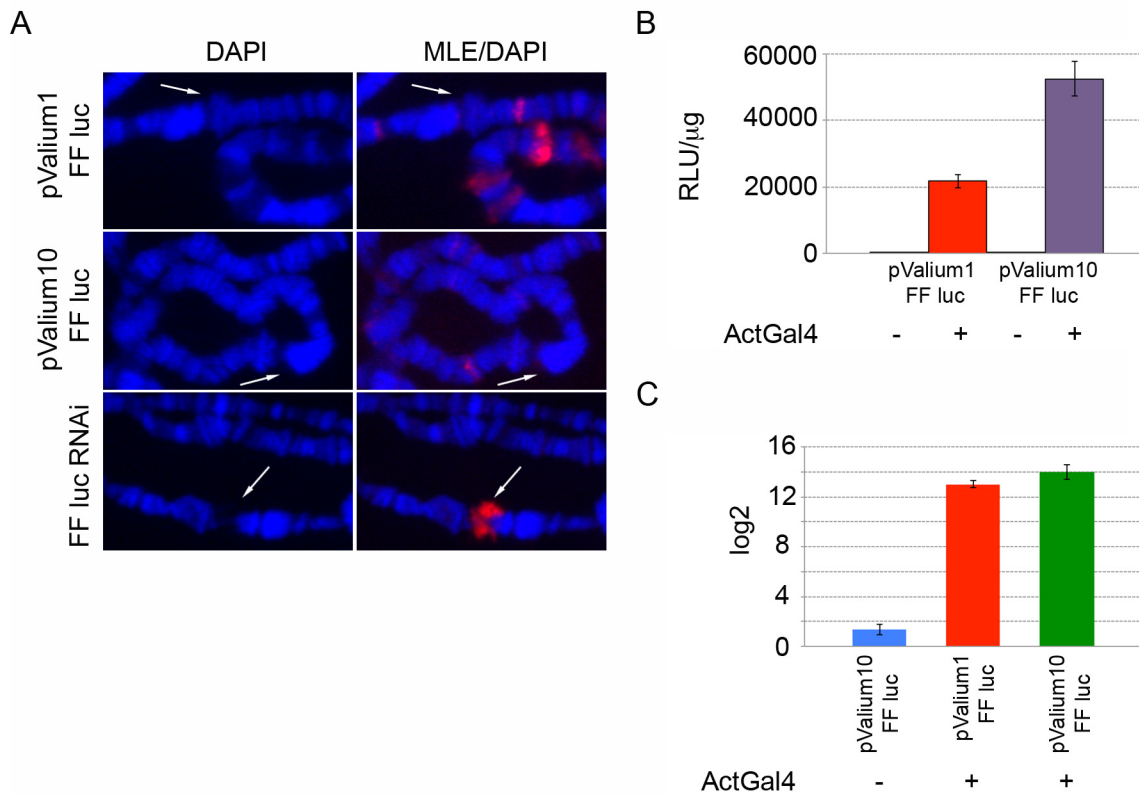 A
DAPI
MLE/DAPI
pValium1
FF luc
pValium10
FF luc
FF luc RNAi
B
RLU/µg
60000
40000
20000
0
pValium1
FF luc
pValium10
FF luc
ActGal4 - + - +
C
log2
16
12
8
4
0
pValium10
FF luc
pValium1
FF luc
pValium10
FF luc
ActGal4 - + +